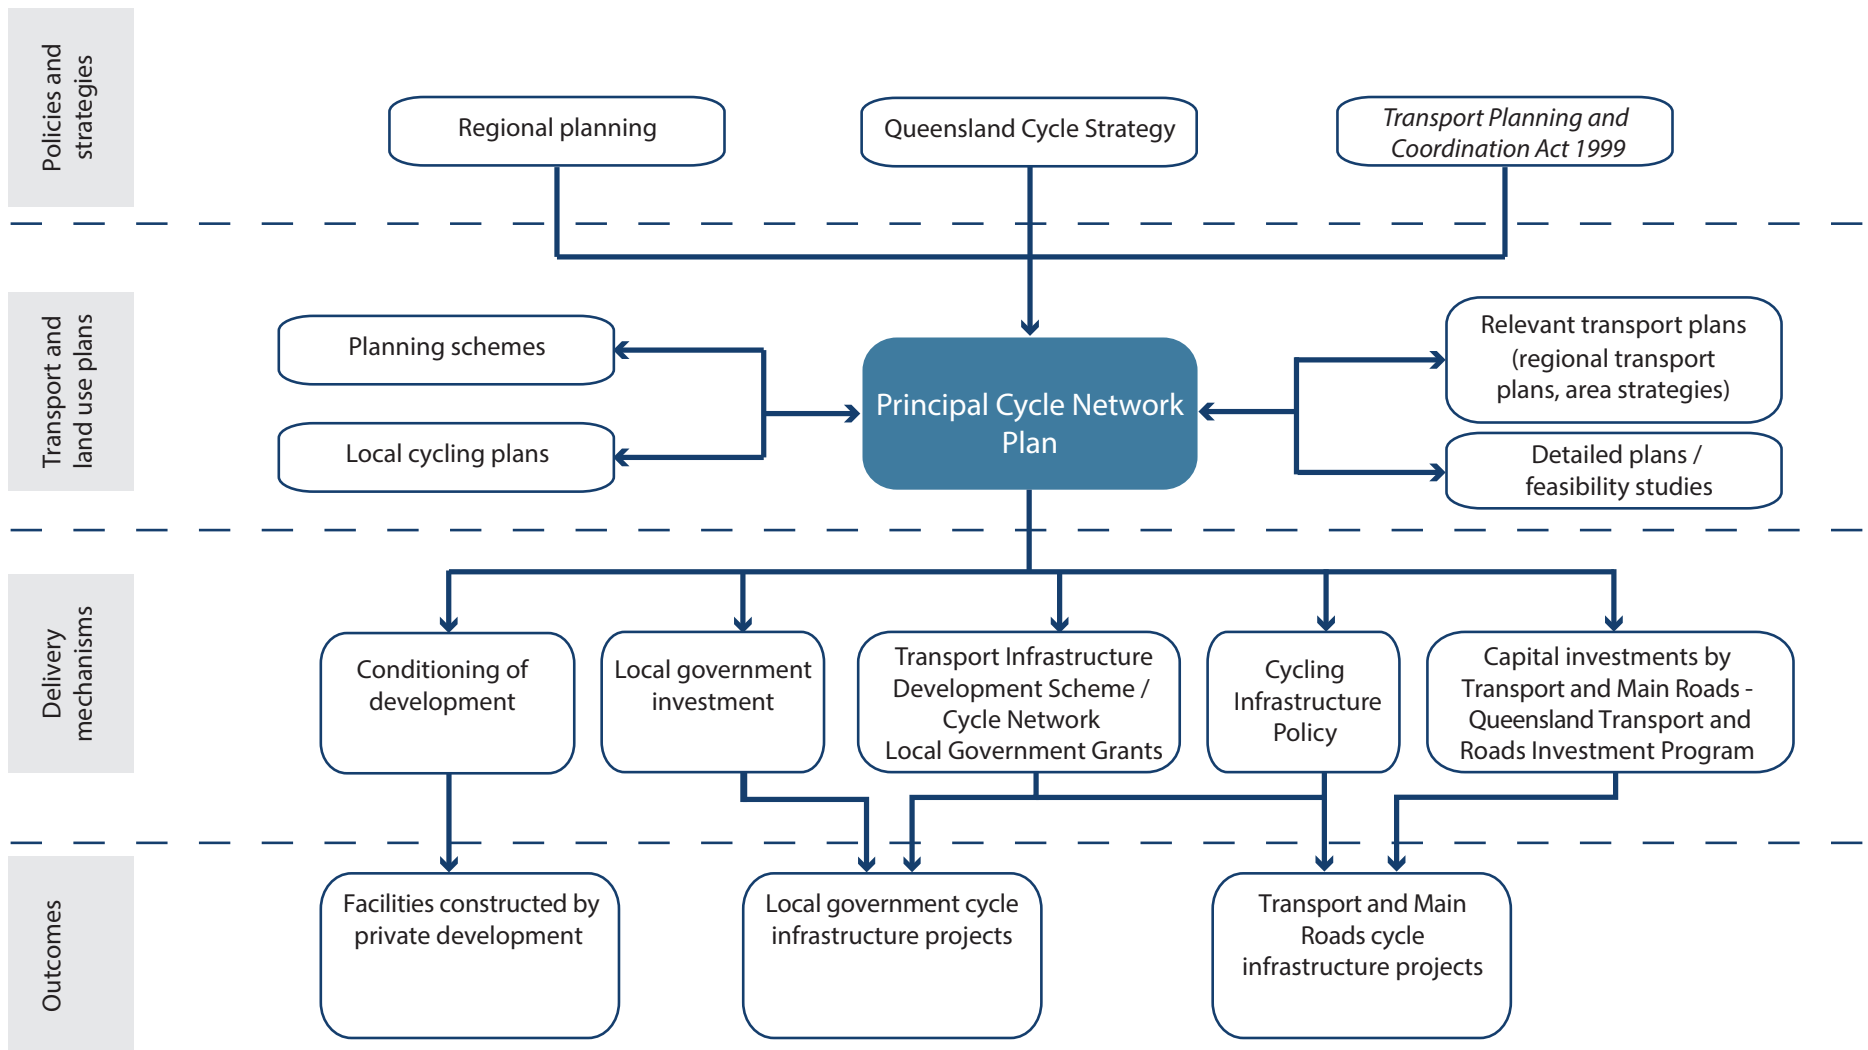 Policies and
strategies
Regional planning
Queensland Cycle Strategy
Transport Planning and
Coordination Act 1999
Transport and
land use plans
Planning schemes
Local cycling plans
Principal Cycle Network
Plan
Relevant transport plans
(regional transport
plans, area strategies)
Detailed plans /
feasibility studies
Delivery
mechanisms
Conditioning of
development
Local government
investment
Transport Infrastructure
Development Scheme /
Cycle Network
Local Government Grants
Cycling
Infrastructure
Policy
Capital investments by
Transport and Main Roads -
Queensland Transport and
Roads Investment Program
Outcomes
Facilities constructed by
private development
Local government cycle
infrastructure projects
Transport and Main
Roads cycle
infrastructure projects